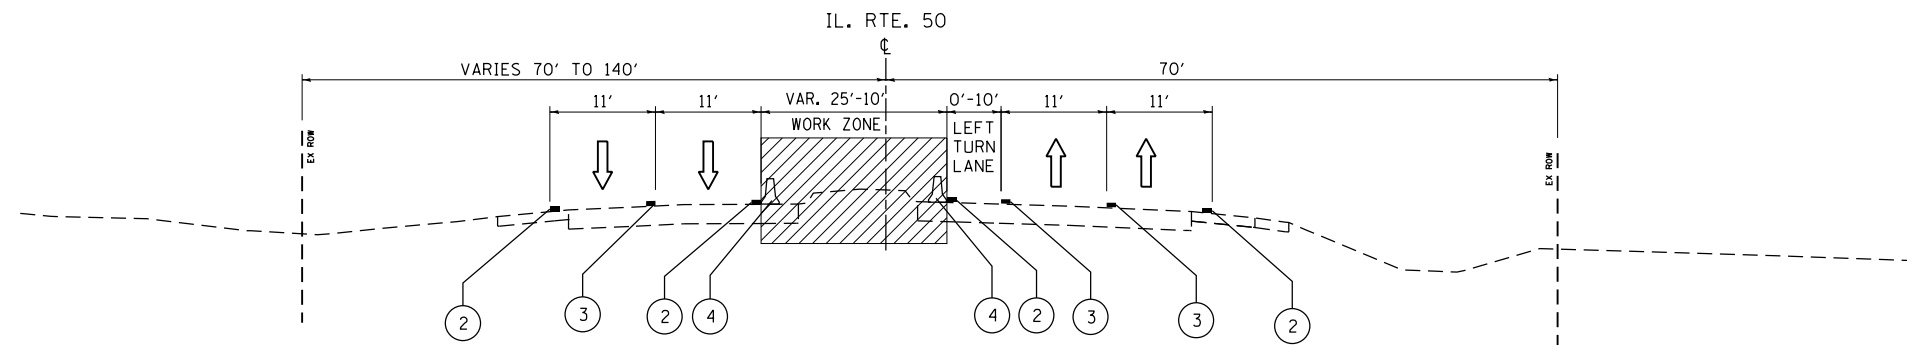 IL. RTE. 50
℄
VARIES 70' TO 140'
70'
11'
11'
VAR. 25'-10'
0'-10'
11'
11'
WORK ZONE
LEFT
TURN
LANE
EX ROW
EX ROW
2
3
2
4
4
2
3
3
2